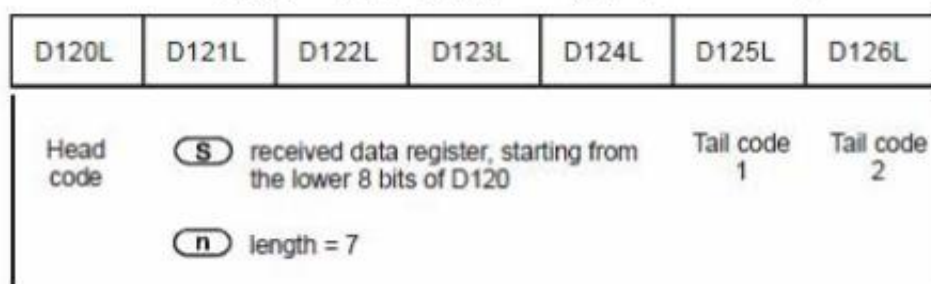 D120L D121L D122L D123L D124L D125L D126L
Head code
S received data register, starting from
the lower 8 bits of D120
Tail code 1
Tail code 2
n length = 7